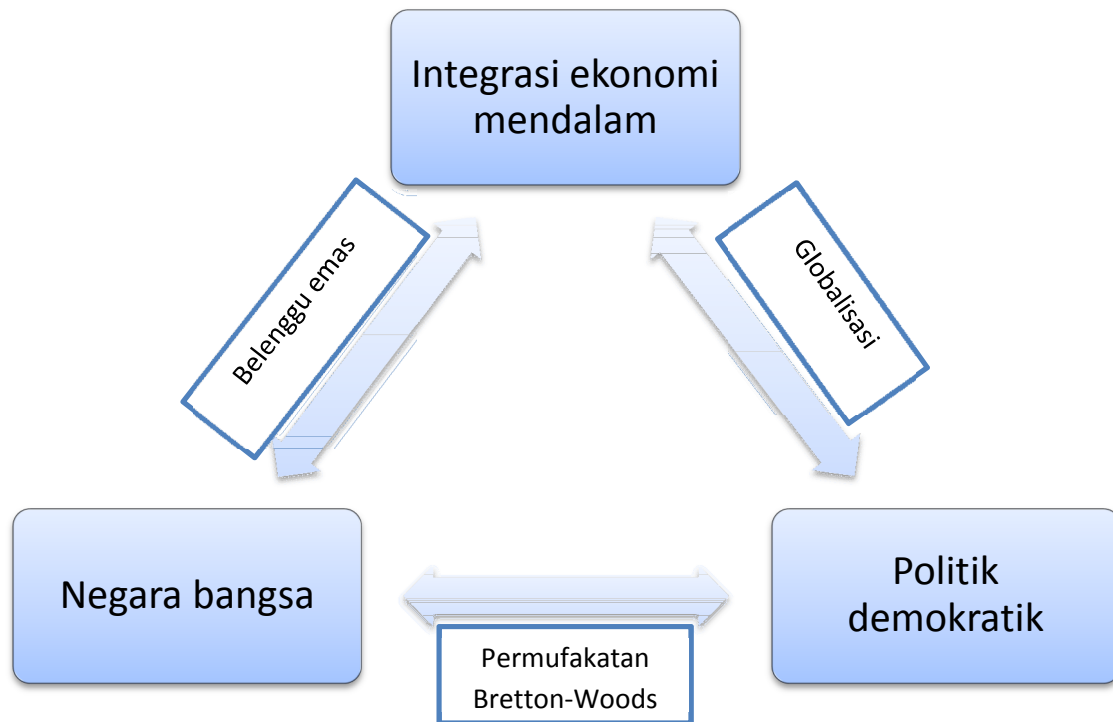 Integrasi ekonomi
mendalam
Belenggu emas
Globalisasi
Negara bangsa
Politik
demokratik
Permufakatan
Bretton-Woods